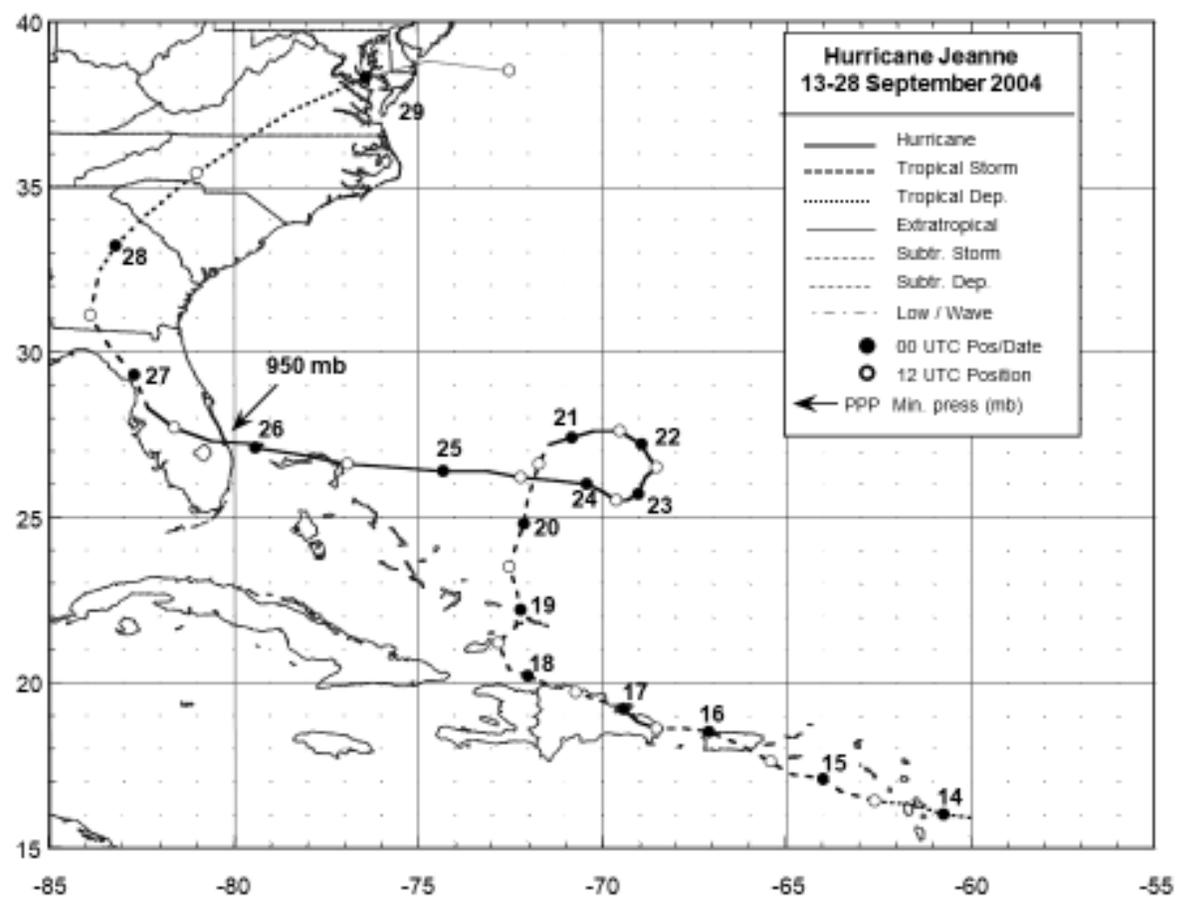 40
35
30
25
20
15
-85
-80
-75
-70
-65
-60
-55
Hurricane Jeanne
13-28 September 2004
Hurricane
Tropical Storm
Tropical Dep.
Extratropical
Subtr. Storm
Subtr. Dep.
Low / Wave
00 UTC Pos/Date
12 UTC Position
PPP Min. press (mb)
29
28
950 mb
27
26
25
21
22
24
23
20
19
18
17
16
15
14